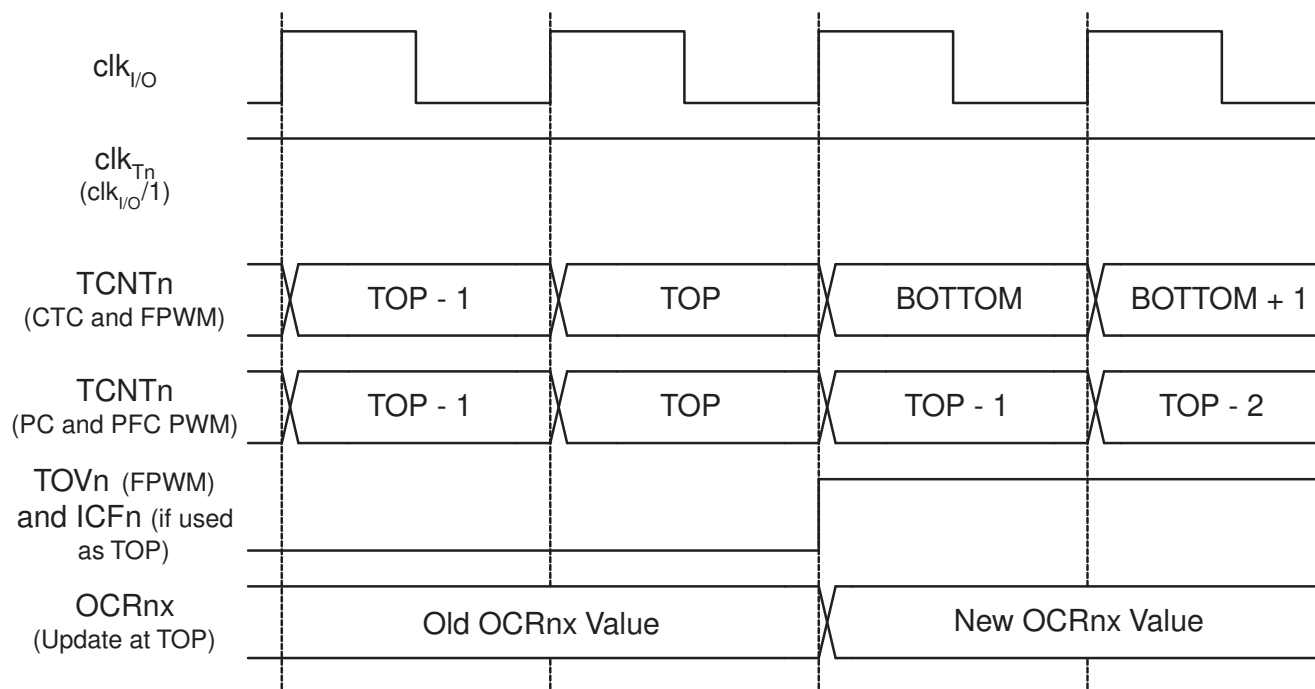 clkI/O
clkTn
(clkI/O/1)
TCNTn
(CTC and FPWM)
TOP - 1
TOP
BOTTOM
BOTTOM + 1
TCNTn
(PC and PFC PWM)
TOP - 1
TOP
TOP - 1
TOP - 2
TOVn (FPWM)
and ICFn (if used
as TOP)
OCRnx
(Update at TOP)
Old OCRnx Value
New OCRnx Value